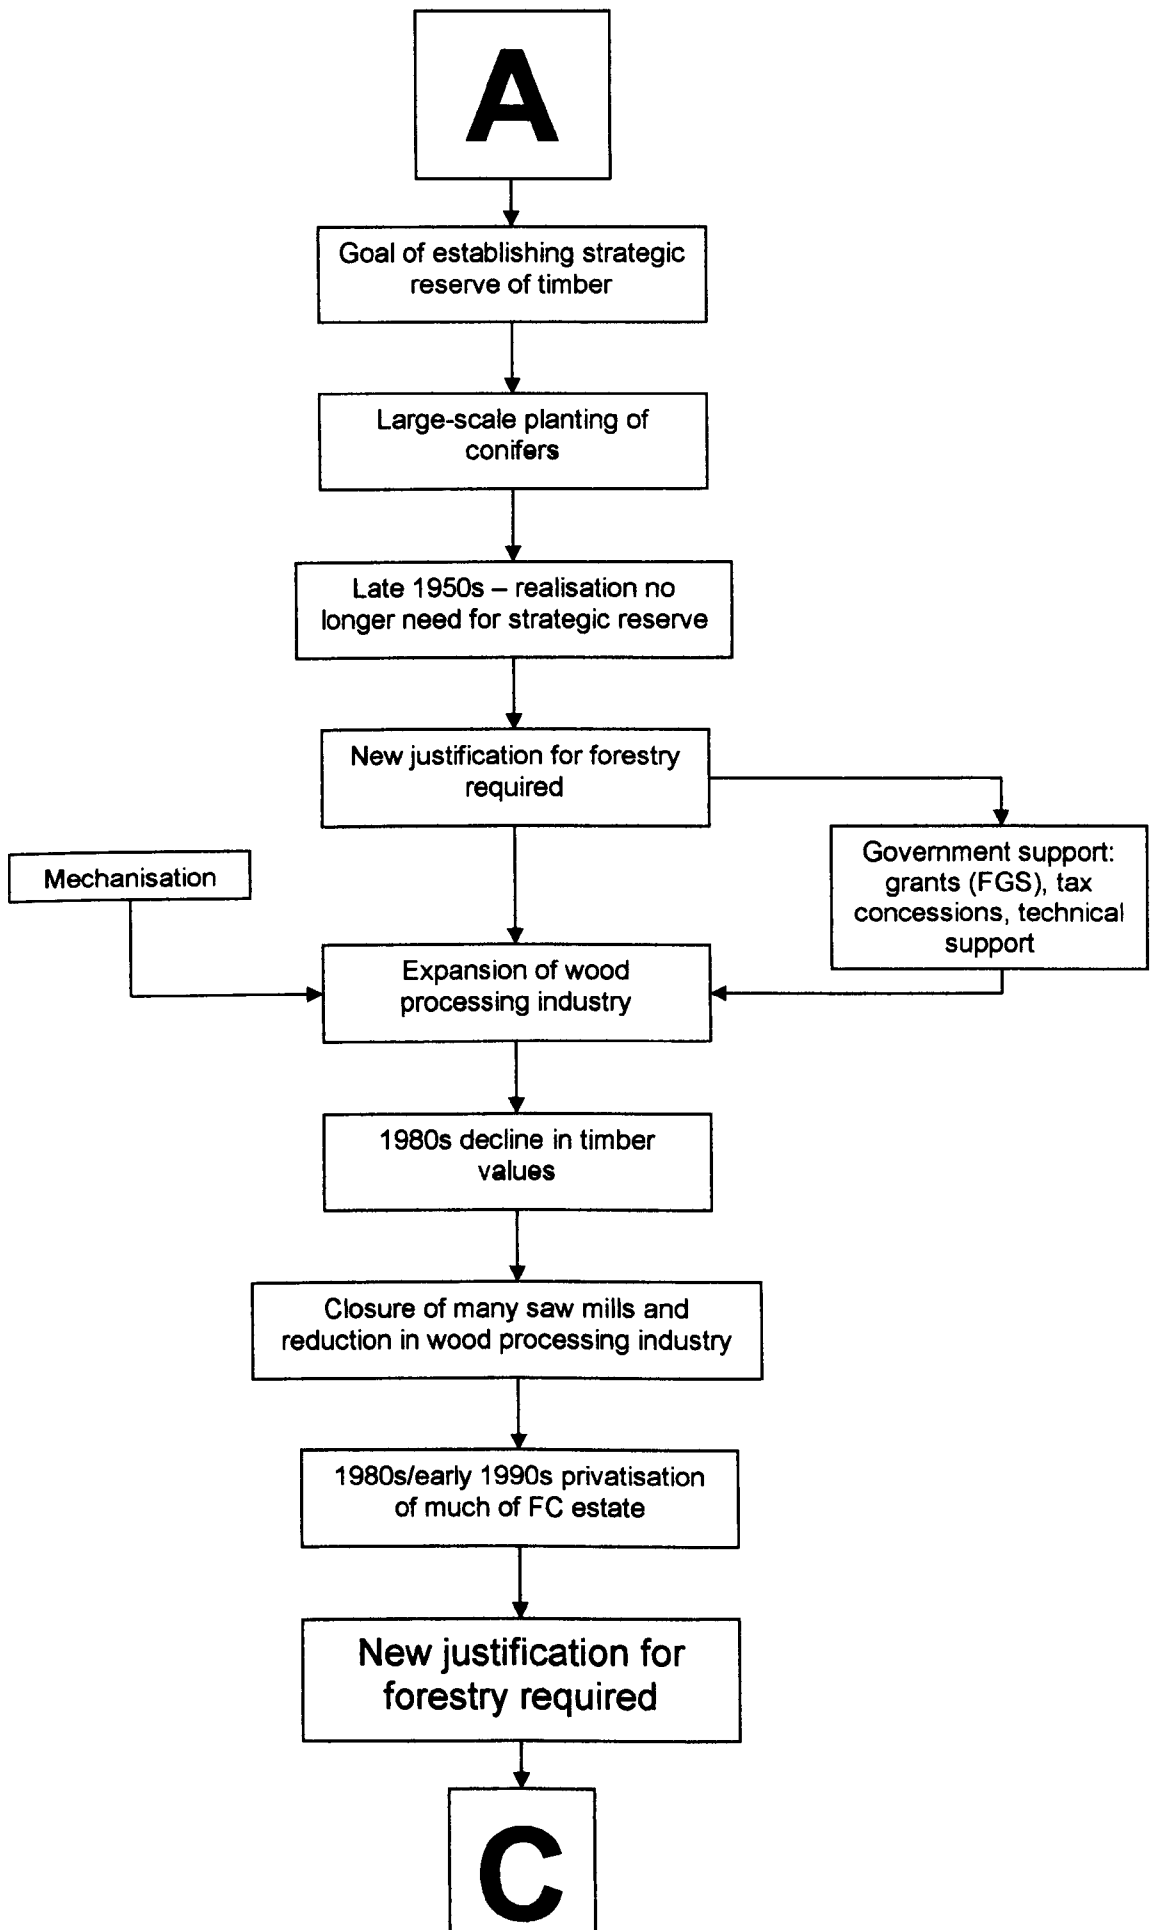 A
Goal of establishing strategic
reserve of timber
Large-scale planting of
conifers
Late 1950s – realisation no
longer need for strategic reserve
New justification for forestry
required
Mechanisation
Government support:
grants (FGS), tax
concessions, technical
support
Expansion of wood
processing industry
1980s decline in timber
values
Closure of many saw mills and
reduction in wood processing industry
1980s/early 1990s privatisation
of much of FC estate
New justification for
forestry required
C